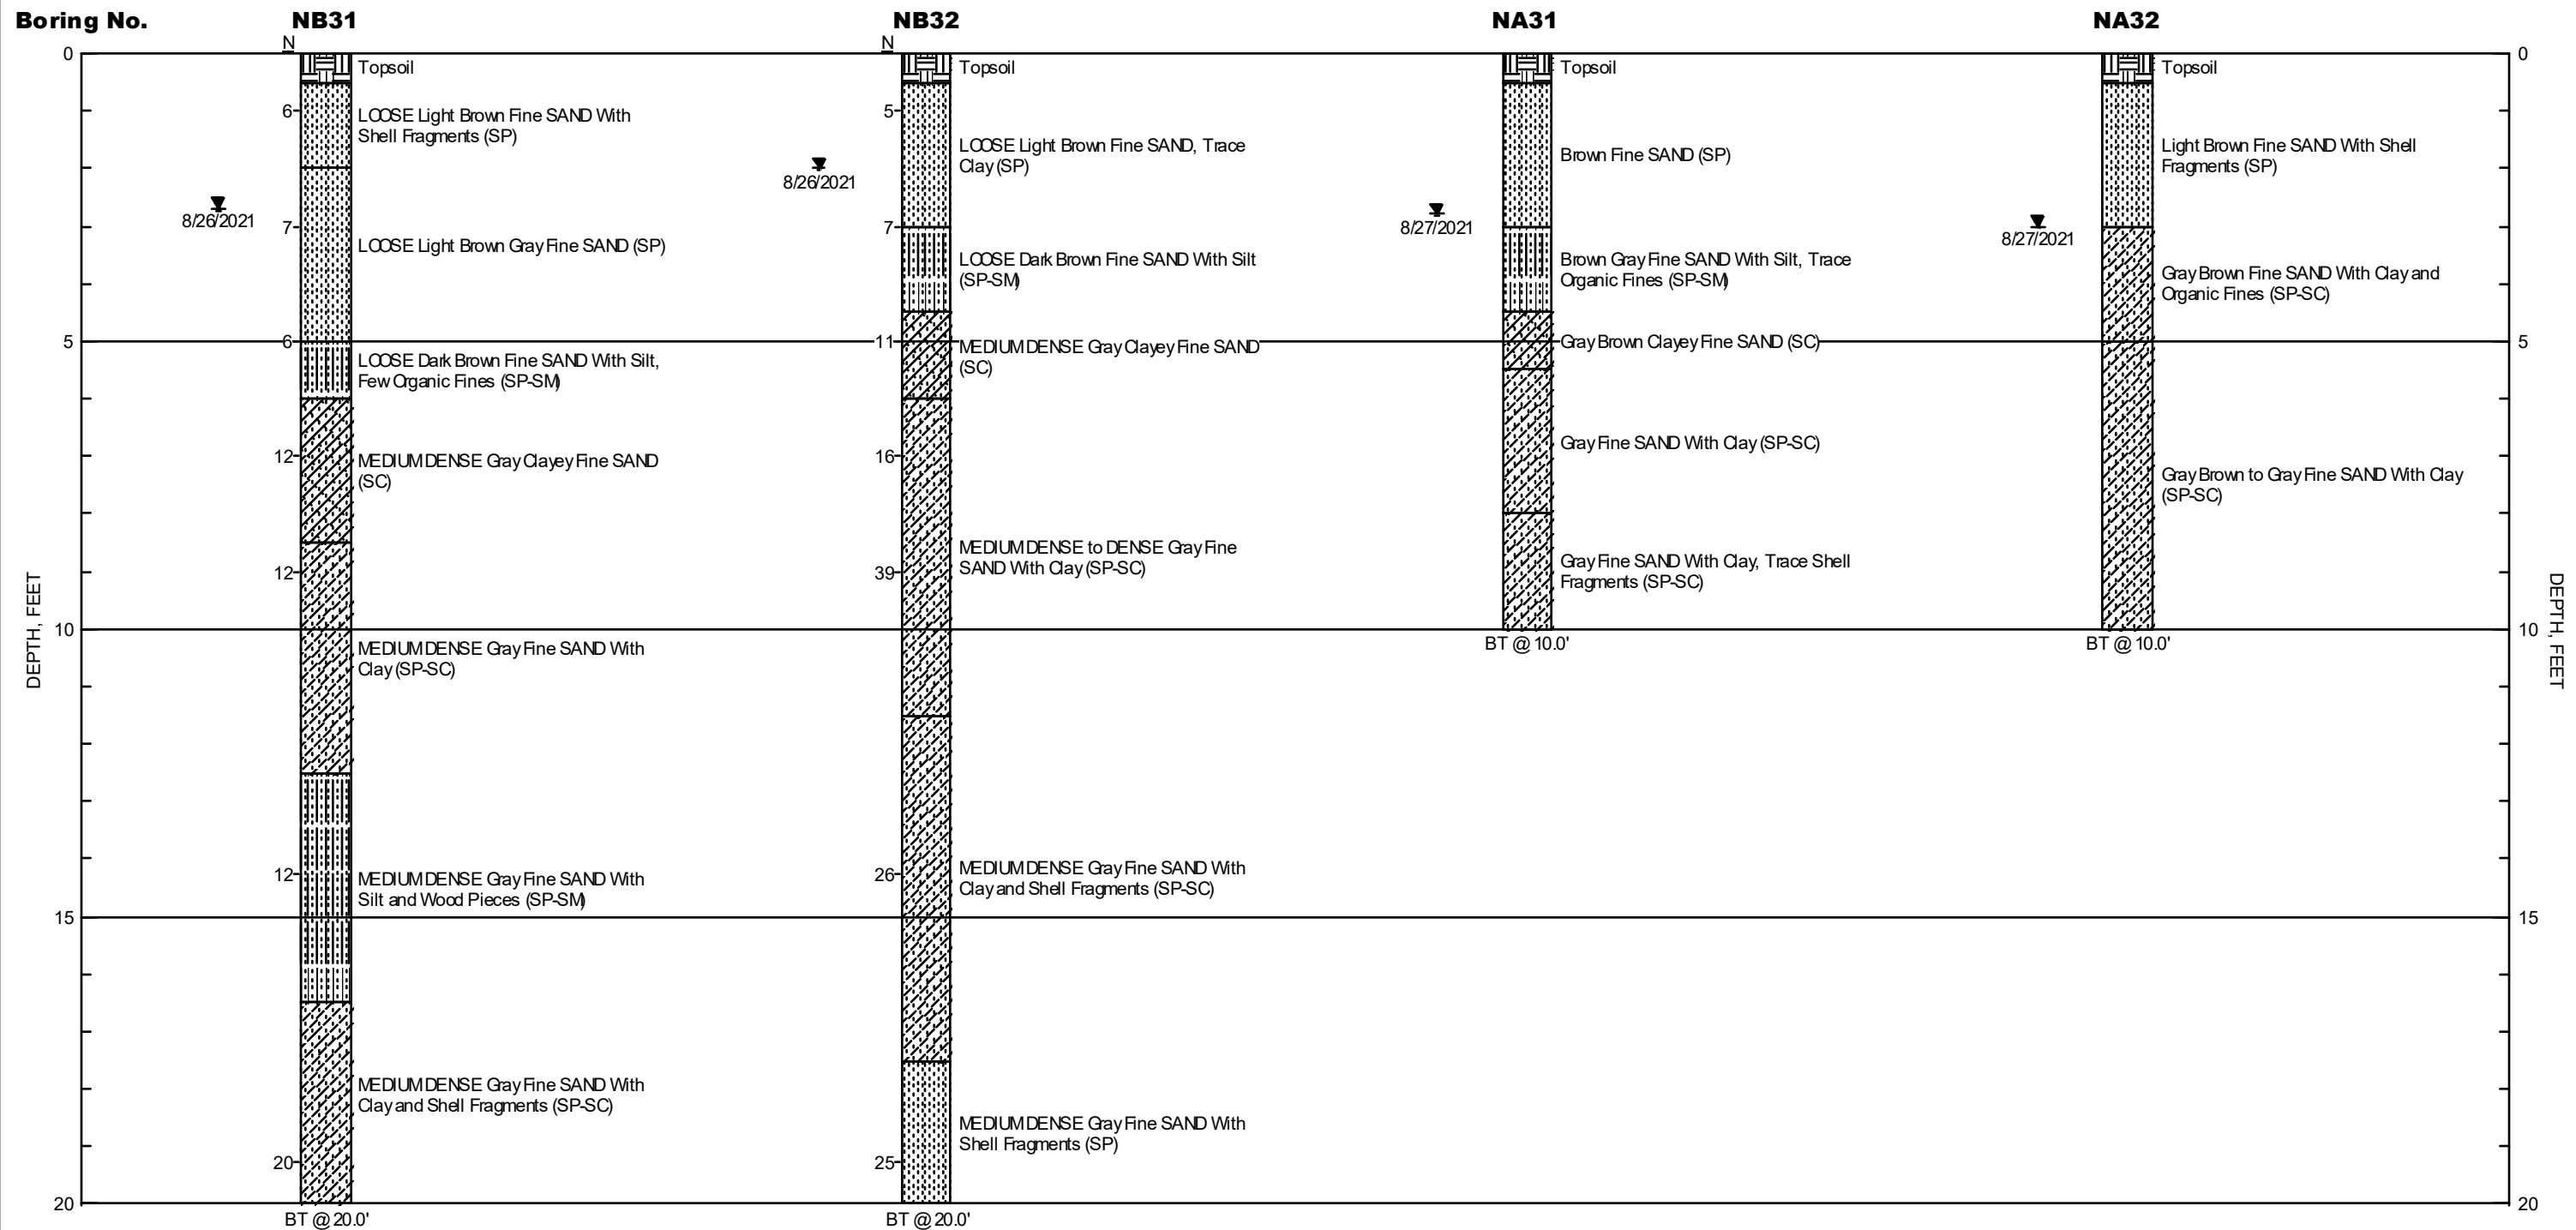 Boring No. NB31 NB32 NA31 NA32
N
N
0
0
Topsoil
Topsoil
Topsoil
Topsoil
6
LOOSE Light Brown Fine SAND With
Shell Fragments (SP)
5
LOOSE Light Brown Fine SAND, Trace
Clay (SP)
Brown Fine SAND (SP)
Light Brown Fine SAND With Shell
Fragments (SP)
8/26/2021
8/26/2021
8/27/2021
8/27/2021
7
LOOSE Light Brown Gray Fine SAND (SP)
7
LOOSE Dark Brown Fine SAND With Silt
(SP-SM)
Brown Gray Fine SAND With Silt, Trace
Organic Fines (SP-SM)
Gray Brown Fine SAND With Clay and
Organic Fines (SP-SC)
5
5
6
LOOSE Dark Brown Fine SAND With Silt,
Few Organic Fines (SP-SM)
11
MEDIUM DENSE Gray Clayey Fine SAND
(SC)
Gray Brown Clayey Fine SAND (SC)
12
MEDIUM DENSE Gray Clayey Fine SAND
(SC)
16
Gray Fine SAND With Clay (SP-SC)
Gray Brown to Gray Fine SAND With Clay
(SP-SC)
12
39
MEDIUM DENSE to DENSE Gray Fine
SAND With Clay (SP-SC)
Gray Fine SAND With Clay, Trace Shell
Fragments (SP-SC)
DEPTH, FEET
DEPTH, FEET
10
10
MEDIUM DENSE Gray Fine SAND With
Clay (SP-SC)
BT @ 10.0'
BT @ 10.0'
12
MEDIUM DENSE Gray Fine SAND With
Silt and Wood Pieces (SP-SM)
26
MEDIUM DENSE Gray Fine SAND With
Clay and Shell Fragments (SP-SC)
15
15
MEDIUM DENSE Gray Fine SAND With
Clay and Shell Fragments (SP-SC)
MEDIUM DENSE Gray Fine SAND With
Shell Fragments (SP)
20
25
20
20
BT @ 20.0'
BT @ 20.0'